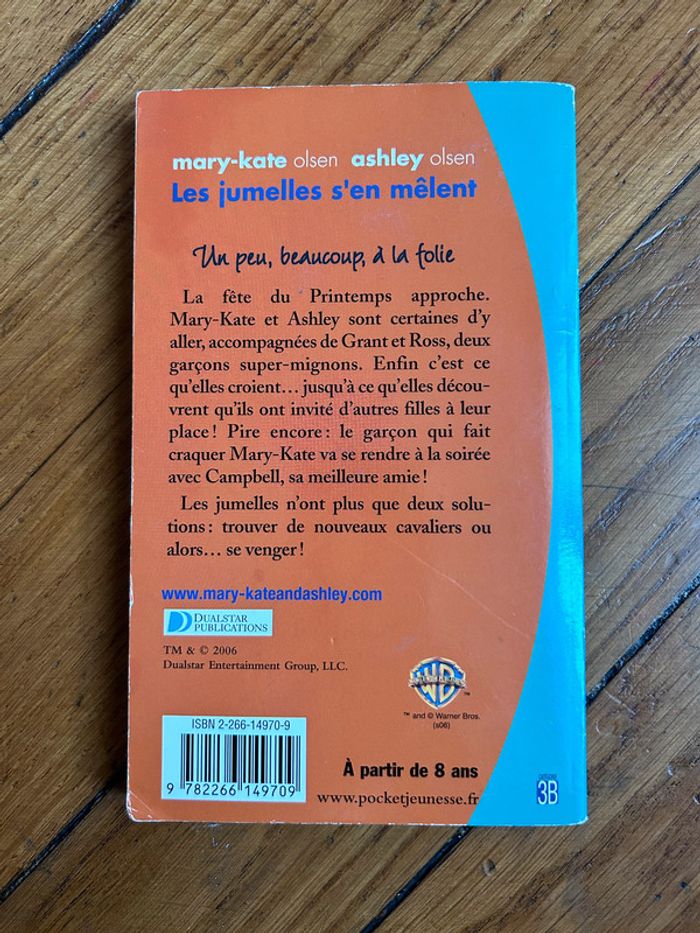 mary-kate olsen ashley olsen
Les jumelles s'en mêlent
Un peu, beaucoup, à la folie
La fête du Printemps approche.
Mary-Kate et Ashley sont certaines d'y
aller, accompagnées de Grant et Ross, deux
garçons super-mignons. Enfin c'est ce
qu'elles croient... jusqu'à ce qu'elles décou-
vrent qu'ils ont invité d'autres filles à leur
place ! Pire encore : le garçon qui fait
craquer Mary-Kate va se rendre à la soirée
avec Campbell, sa meilleure amie !
Les jumelles n'ont plus que deux solu-
tions : trouver de nouveaux cavaliers ou
alors... se venger !
www.mary-kateandashley.com
DUALSTAR
PUBLICATIONS
TM & © 2006
Dualstar Entertainment Group, LLC.
WB
™
™ and © Warner Bros.
(s06)
ISBN 2-266-14970-9
9 782266 149709
À partir de 8 ans
www.pocketjeunesse.fr
3B